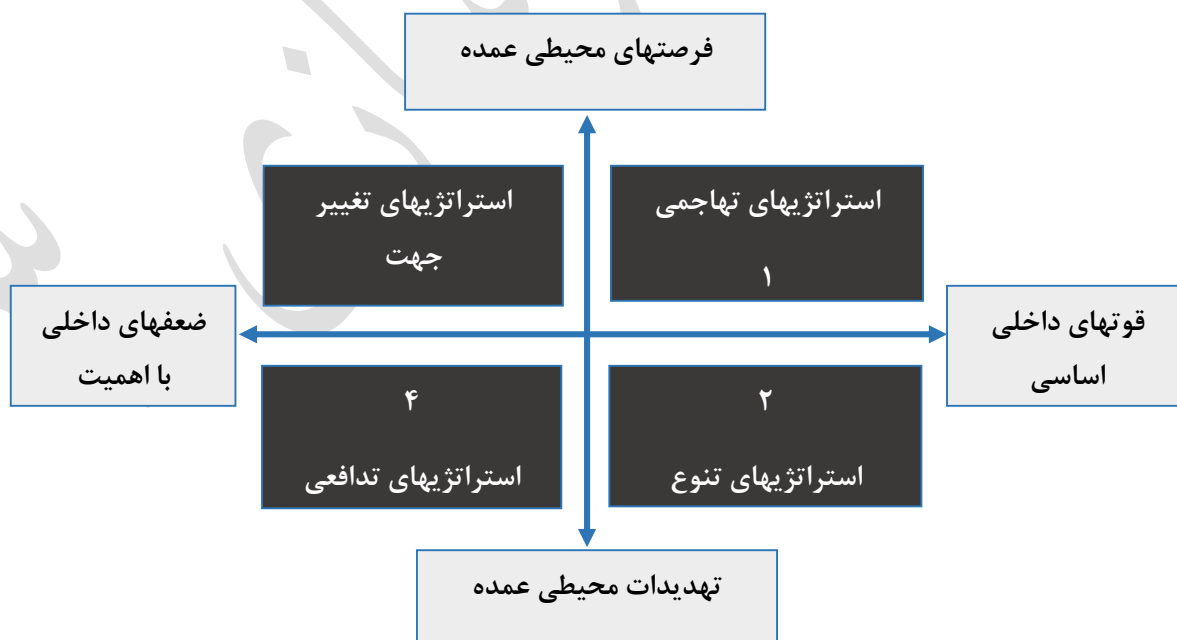 فرصتهای محیطی عمده
استراتژیهای تهاجمی
۱
استراتژیهای تغییر
جهت
قوتهای داخلی
اساسی
ضعفهای داخلی
با اهمیت
۲
استراتژیهای تنوع
۴
استراتژیهای تدافعی
تهدیدات محیطی عمده